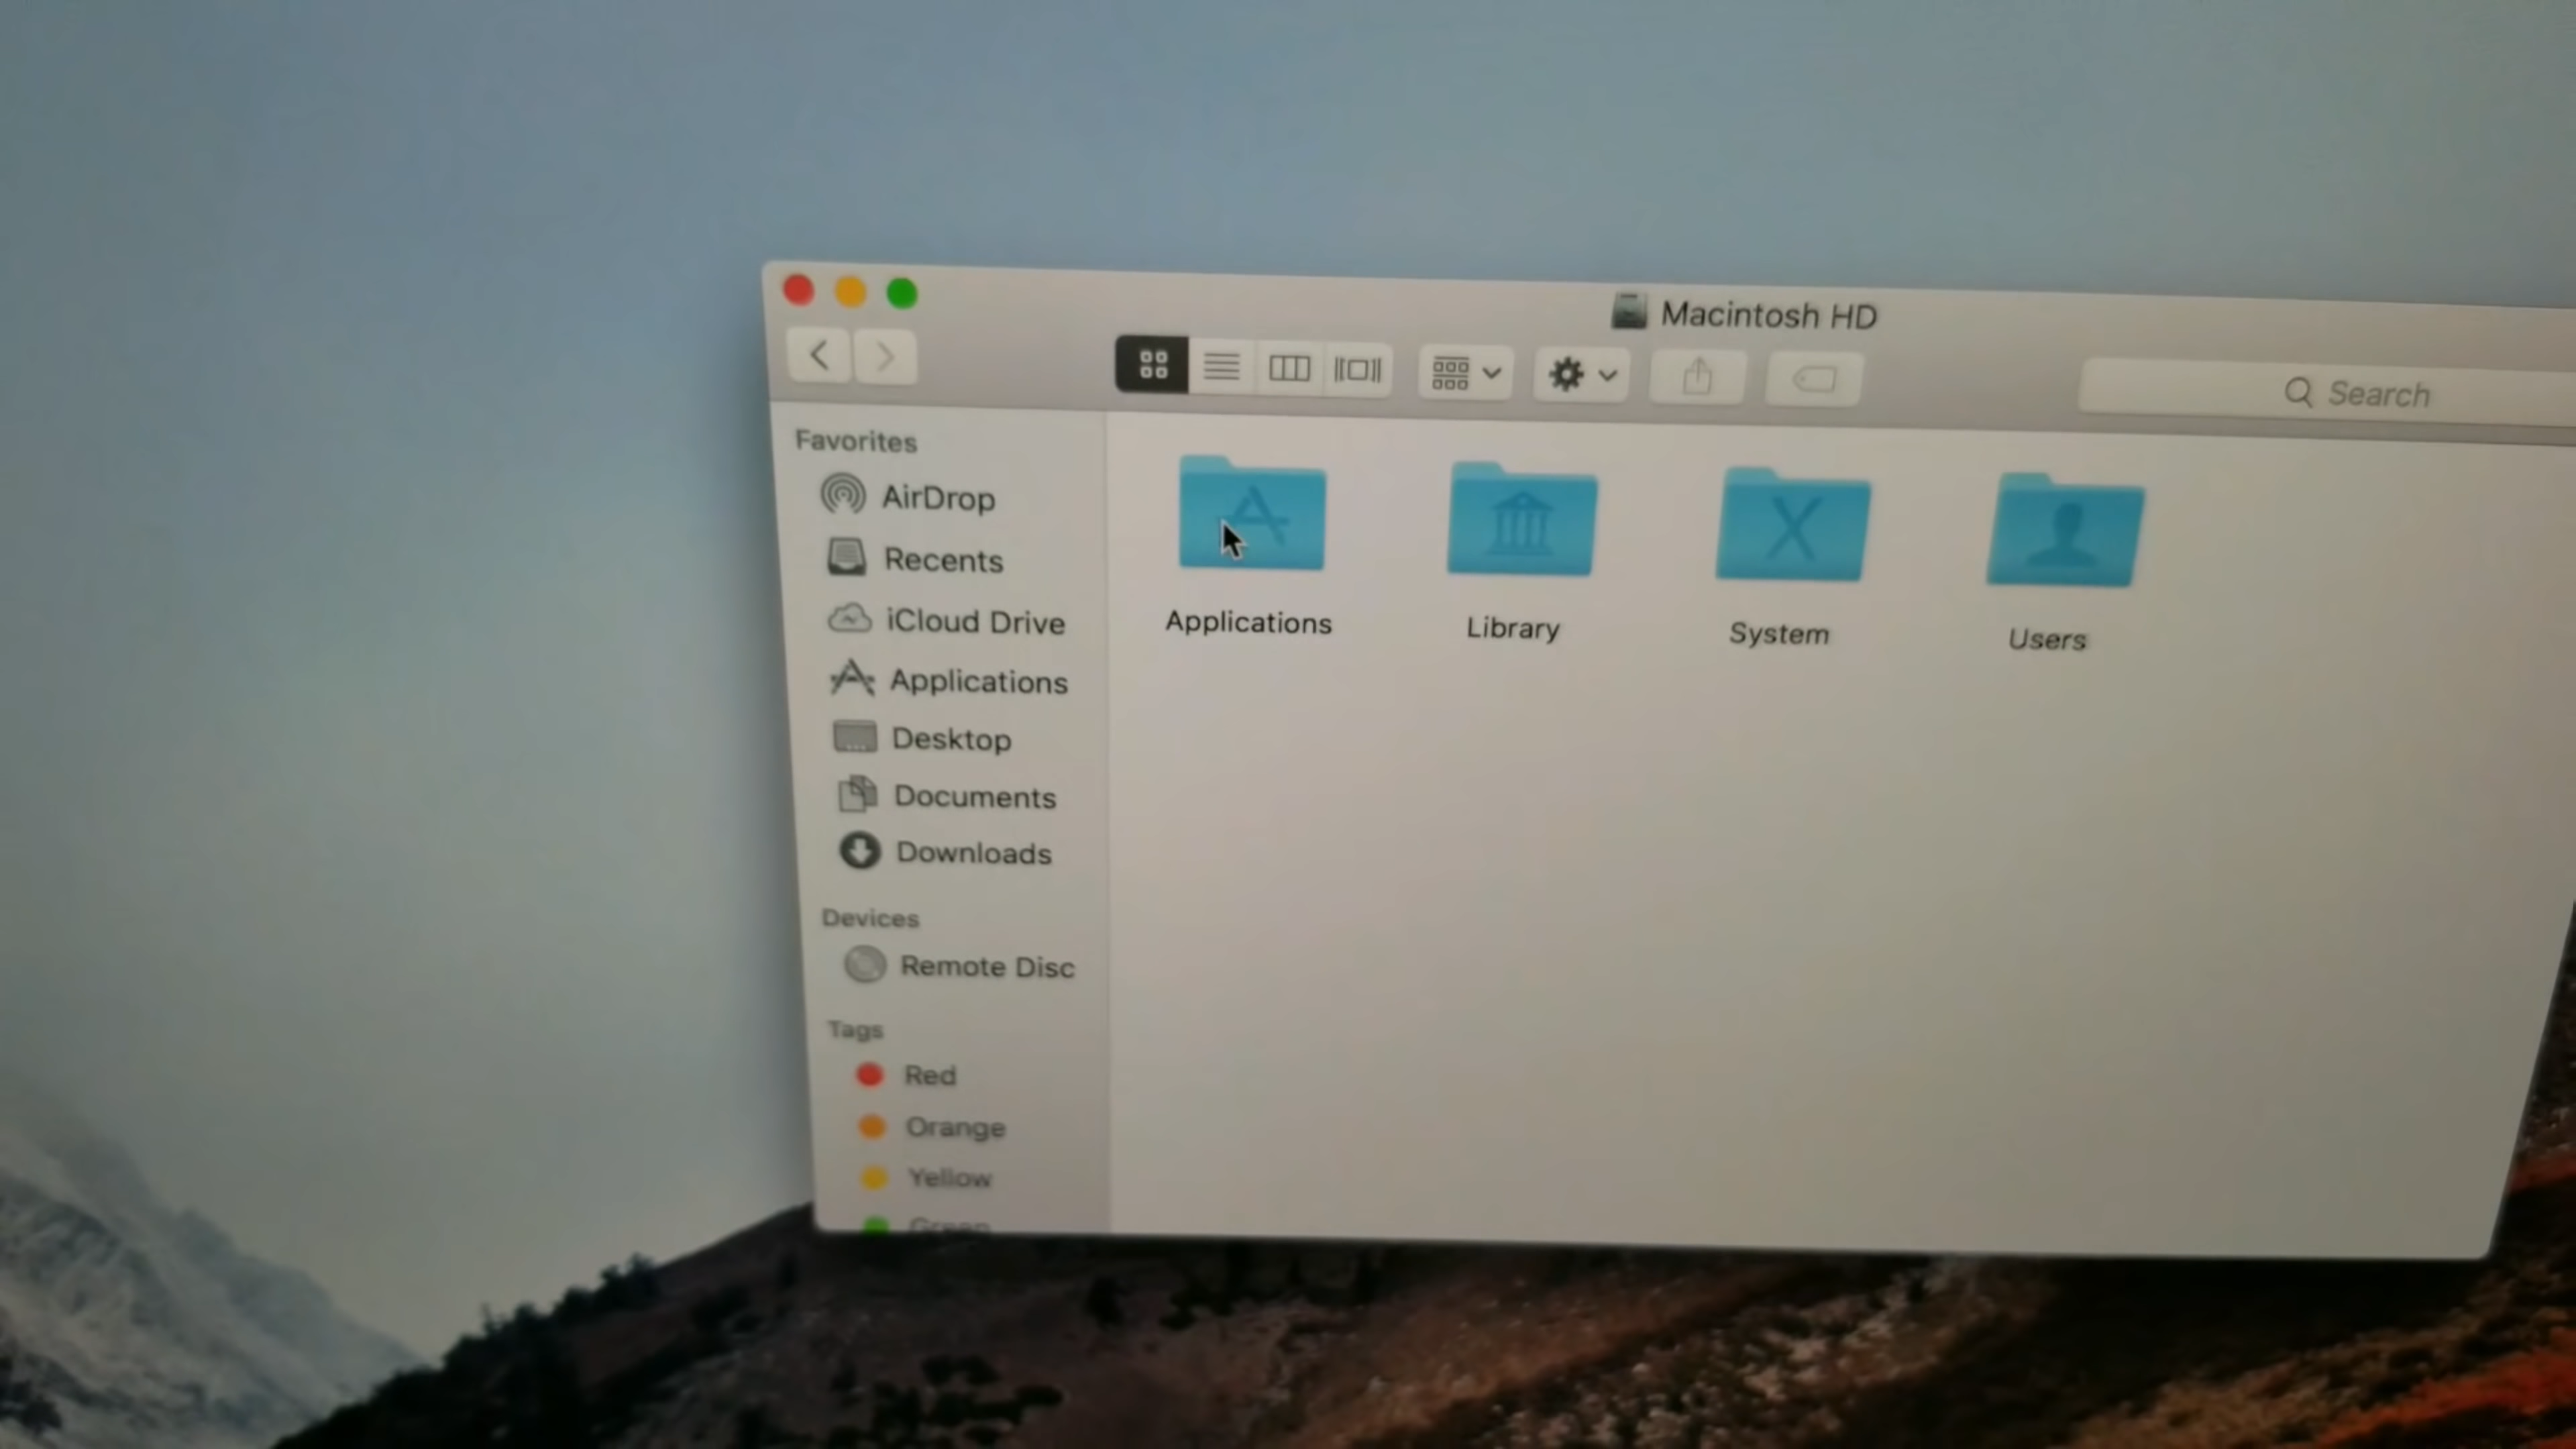 Macintosh HD
Search
Favorites
AirDrop
Recents
iCloud Drive
Applications
Desktop
Documents
Downloads
Devices
Remote Disc
Tags
Red
Orange
Yellow
Green
Applications
Library
System
Users